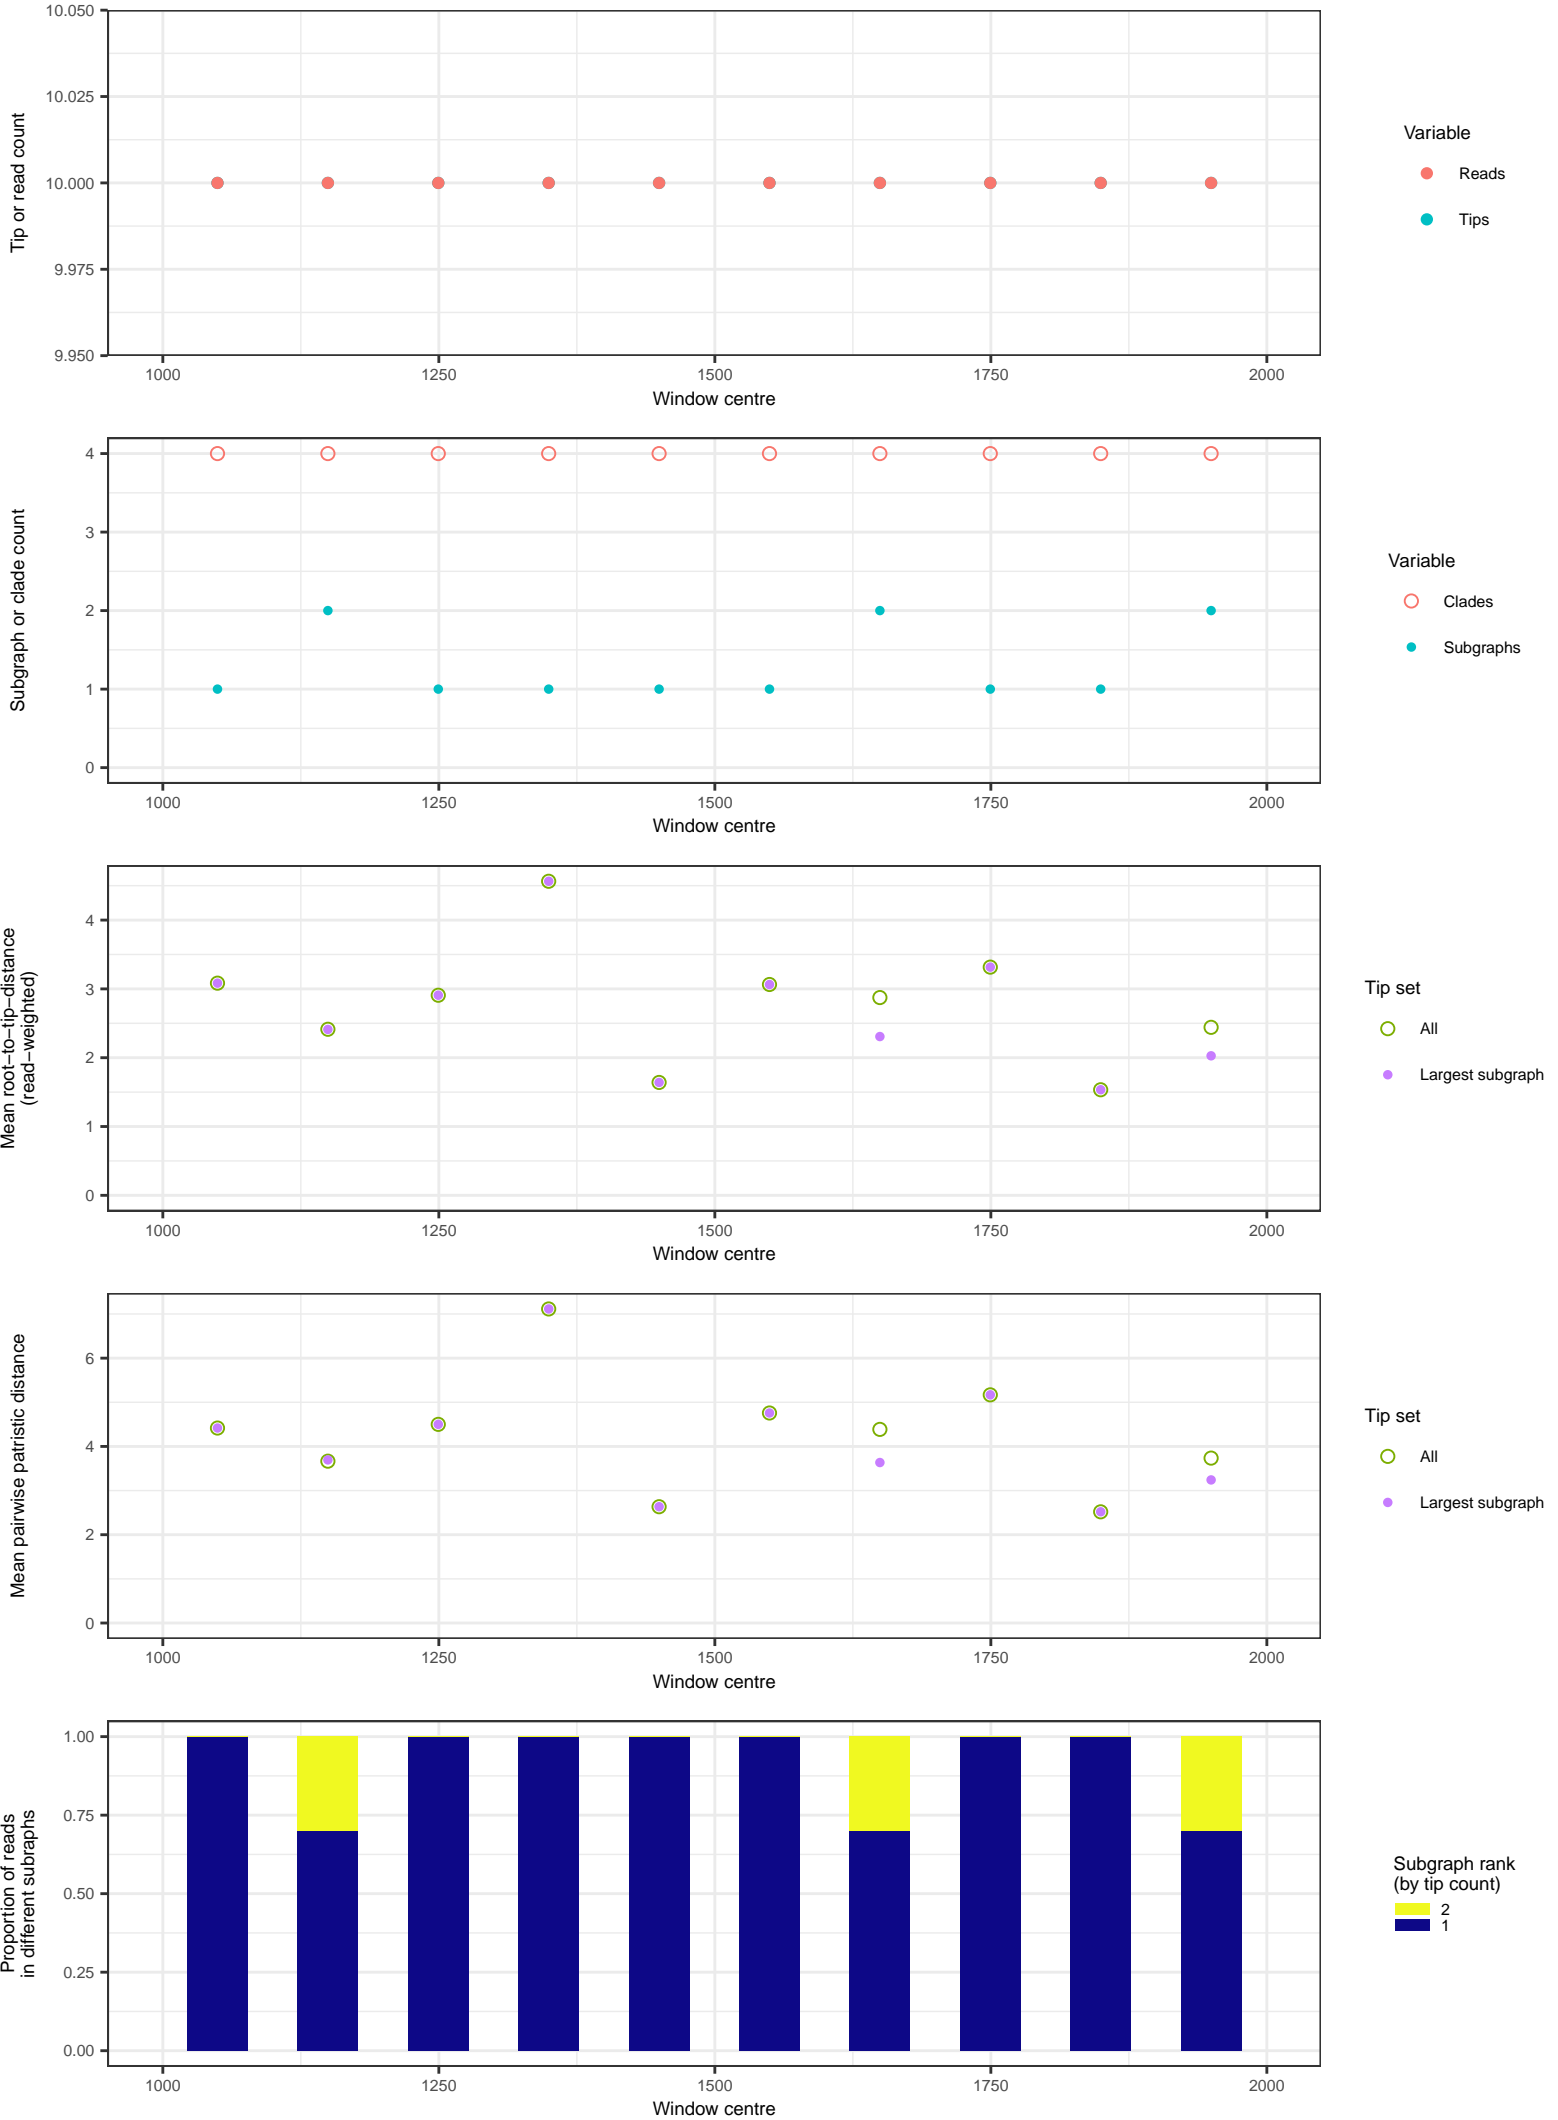 10.050
10.025
10.000
9.975
9.950
Tip or read count
1000
1250
1500
1750
2000
Window centre
Variable
Reads
Tips
4
3
2
1
0
Subgraph or clade count
1000
1250
1500
1750
2000
Window centre
Variable
Clades
Subgraphs
4
3
2
1
0
Mean root−to−tip−distance
(read−weighted)
1000
1250
1500
1750
2000
Window centre
Tip set
All
Largest subgraph
6
4
2
0
Mean pairwise patristic distance
1000
1250
1500
1750
2000
Window centre
Tip set
All
Largest subgraph
1.00
0.75
0.50
0.25
0.00
Proportion of reads
in different subraphs
1000
1250
1500
1750
2000
Window centre
Subgraph rank
(by tip count)
2
1